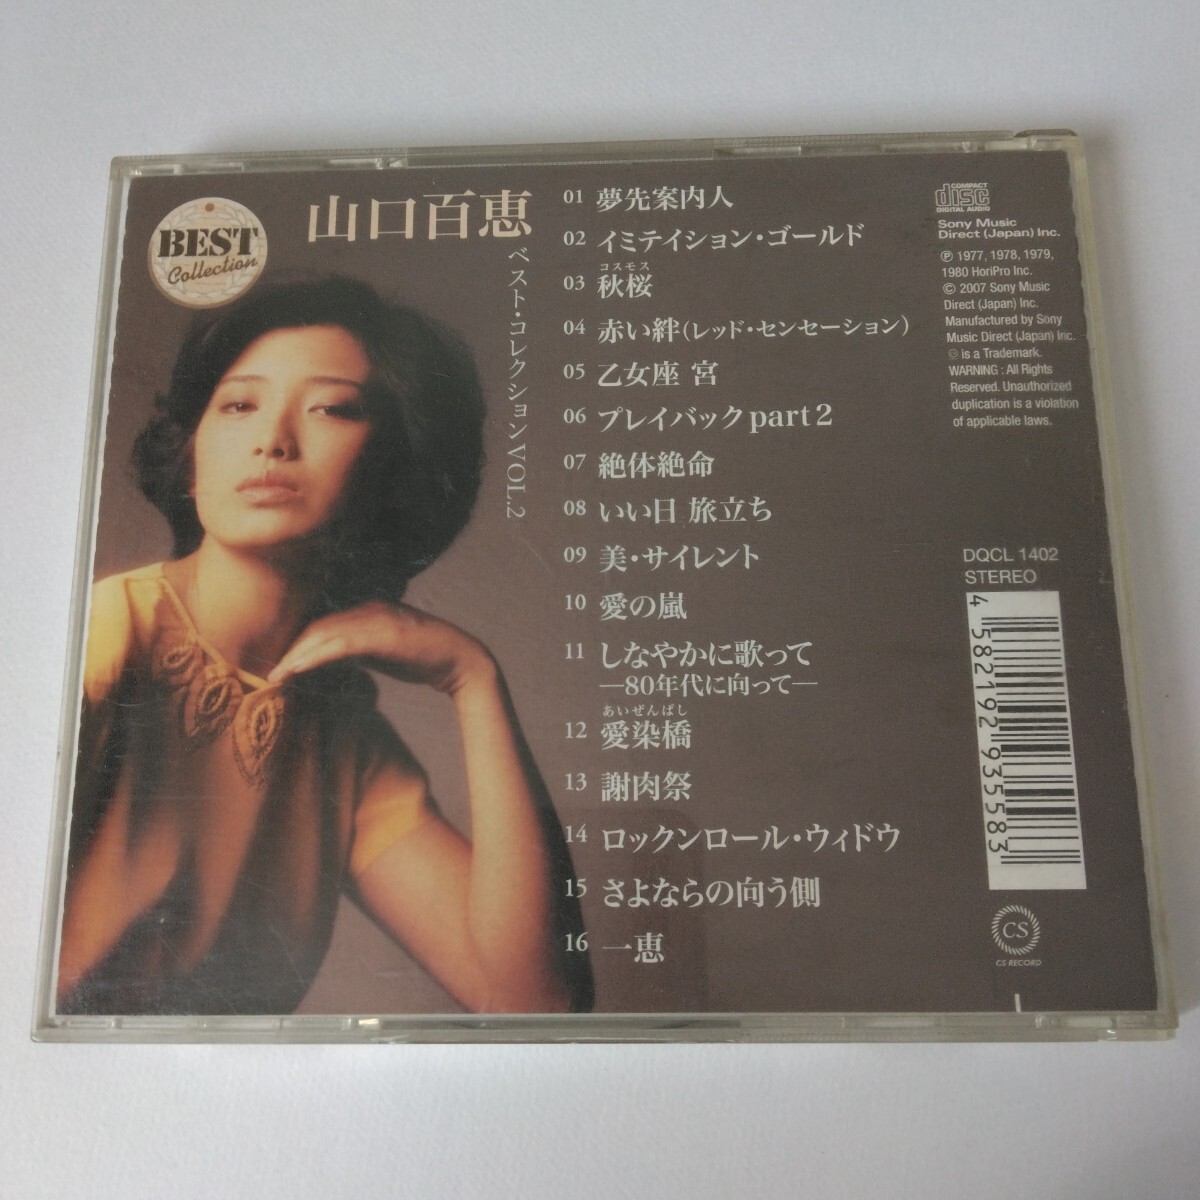 BEST
Collection
山口百恵
ベスト・コレクションVOL.2
01 夢先案内人
02 イミテイション・ゴールド
コスモス
03 秋桜
04 赤い絆(レッド・センセーション)
05 乙女座 宮
06 プレイバックpart2
07 絶体絶命
08 いい日 旅立ち
09 美・サイレント
10 愛の嵐
11 しなやかに歌って
―80年代に向って―
あいぜんばし
12 愛染橋
13 謝肉祭
14 ロックンロール・ウィドウ
15 さよならの向う側
16 一恵
COMPACT
disc
DIGITAL AUDIO
Sony Music
Direct (Japan) Inc.
Ⓟ 1977, 1978, 1979,
1980 HoriPro Inc.
© 2007 Sony Music
Direct (Japan) Inc.
Manufactured by Sony
Music Direct (Japan) Inc.
is a Trademark.
WARNING : All Rights
Reserved. Unauthorized
duplication is a violation
of applicable laws.
DQCL 1402
STEREO
4 582192 935583
CS
CS RECORD